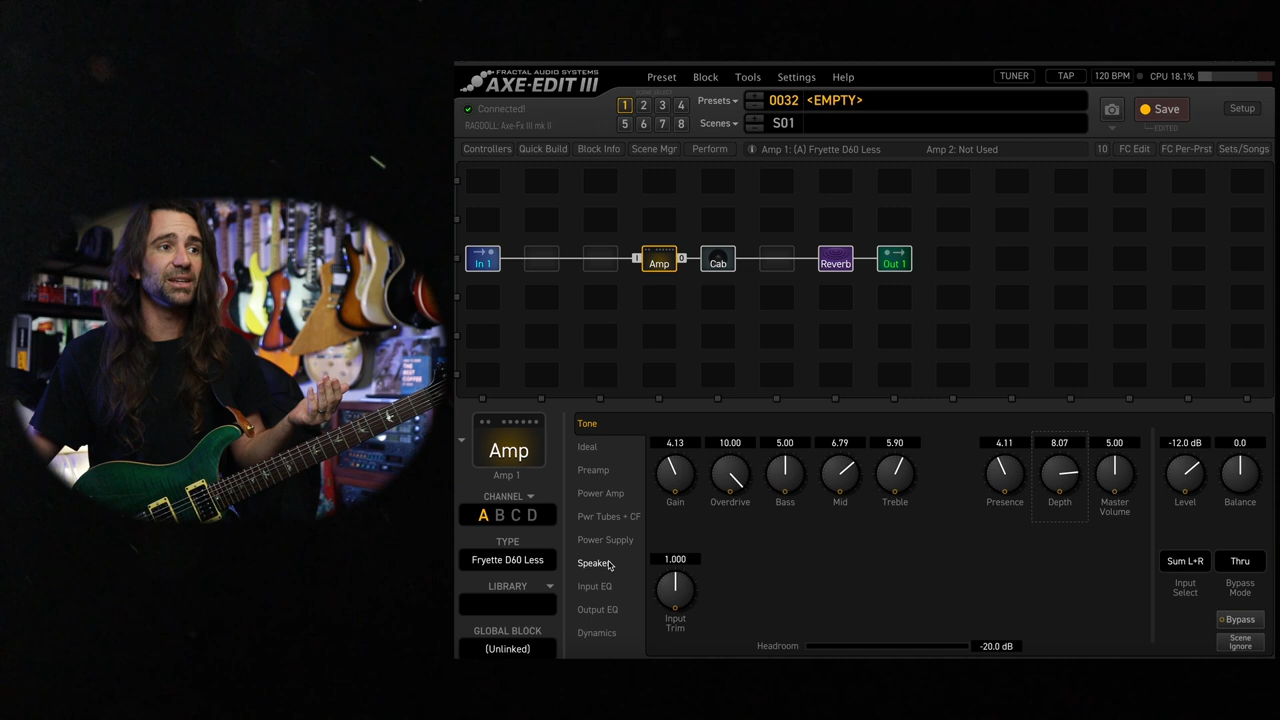 FRACTAL AUDIO SYSTEMS
AXE-EDIT III
Preset Block Tools Settings Help
TUNER TAP 120 BPM CPU 18.1%
Connected!
RAGDOLL: Axe-Fx III mk II
SCENE SELECT
1 2 3 4
5 6 7 8
Presets 0032 <EMPTY>
Scenes S01
Save
EDITED
Setup
Controllers Quick Build Block Info Scene Mgr Perform
Amp 1: (A) Fryette D60 Less Amp 2: Not Used
10 FC Edit FC Per-Prst Sets/Songs
In 1 I Amp O Cab Reverb Out 1
Amp
Amp 1
CHANNEL
A B C D
TYPE
Fryette D60 Less
LIBRARY
GLOBAL BLOCK
(Unlinked)
Tone
Ideal
Preamp
Power Amp
Pwr Tubes + CF
Power Supply
Speaker
Input EQ
Output EQ
Dynamics
4.13 10.00 5.00 6.79 5.90 4.11 8.07 5.00 -12.0 dB 0.0
Gain Overdrive Bass Mid Treble Presence Depth Master Volume Level Balance
1.000
Input Trim
Sum L+R Thru
Input Select Bypass Mode
Bypass
Scene Ignore
Headroom -20.0 dB
THE BEST COFFEE